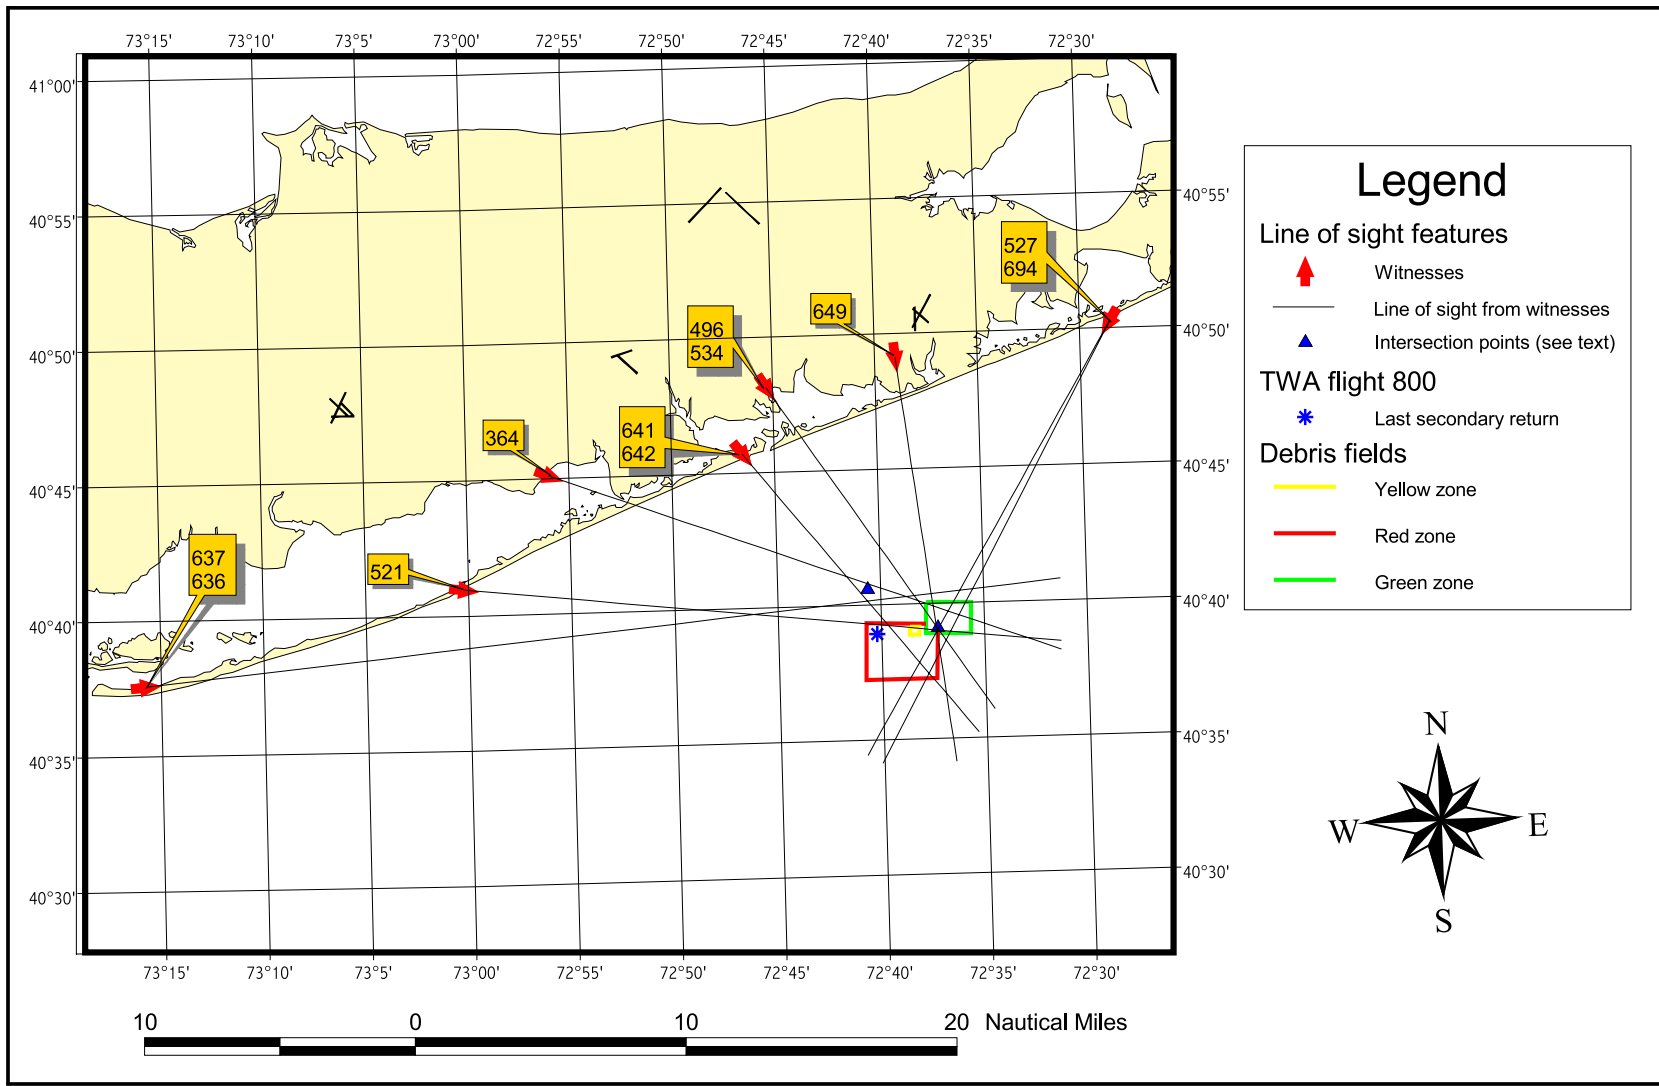 73°15' 73°10' 73°5' 73°00' 72°55' 72°50' 72°45' 72°40' 72°35' 72°30'
41°00'
40°55'
40°50'
40°45'
40°40'
40°35'
40°30'
40°55'
40°50'
40°45'
40°40'
40°35'
40°30'
527
694
649
496
534
641
642
364
521
637
636
73°15' 73°10' 73°5' 73°00' 72°55' 72°50' 72°45' 72°40' 72°35' 72°30'
10 0 10 20 Nautical Miles
Legend
Line of sight features
Witnesses
Line of sight from witnesses
Intersection points (see text)
TWA flight 800
Last secondary return
Debris fields
Yellow zone
Red zone
Green zone
N
W E
S